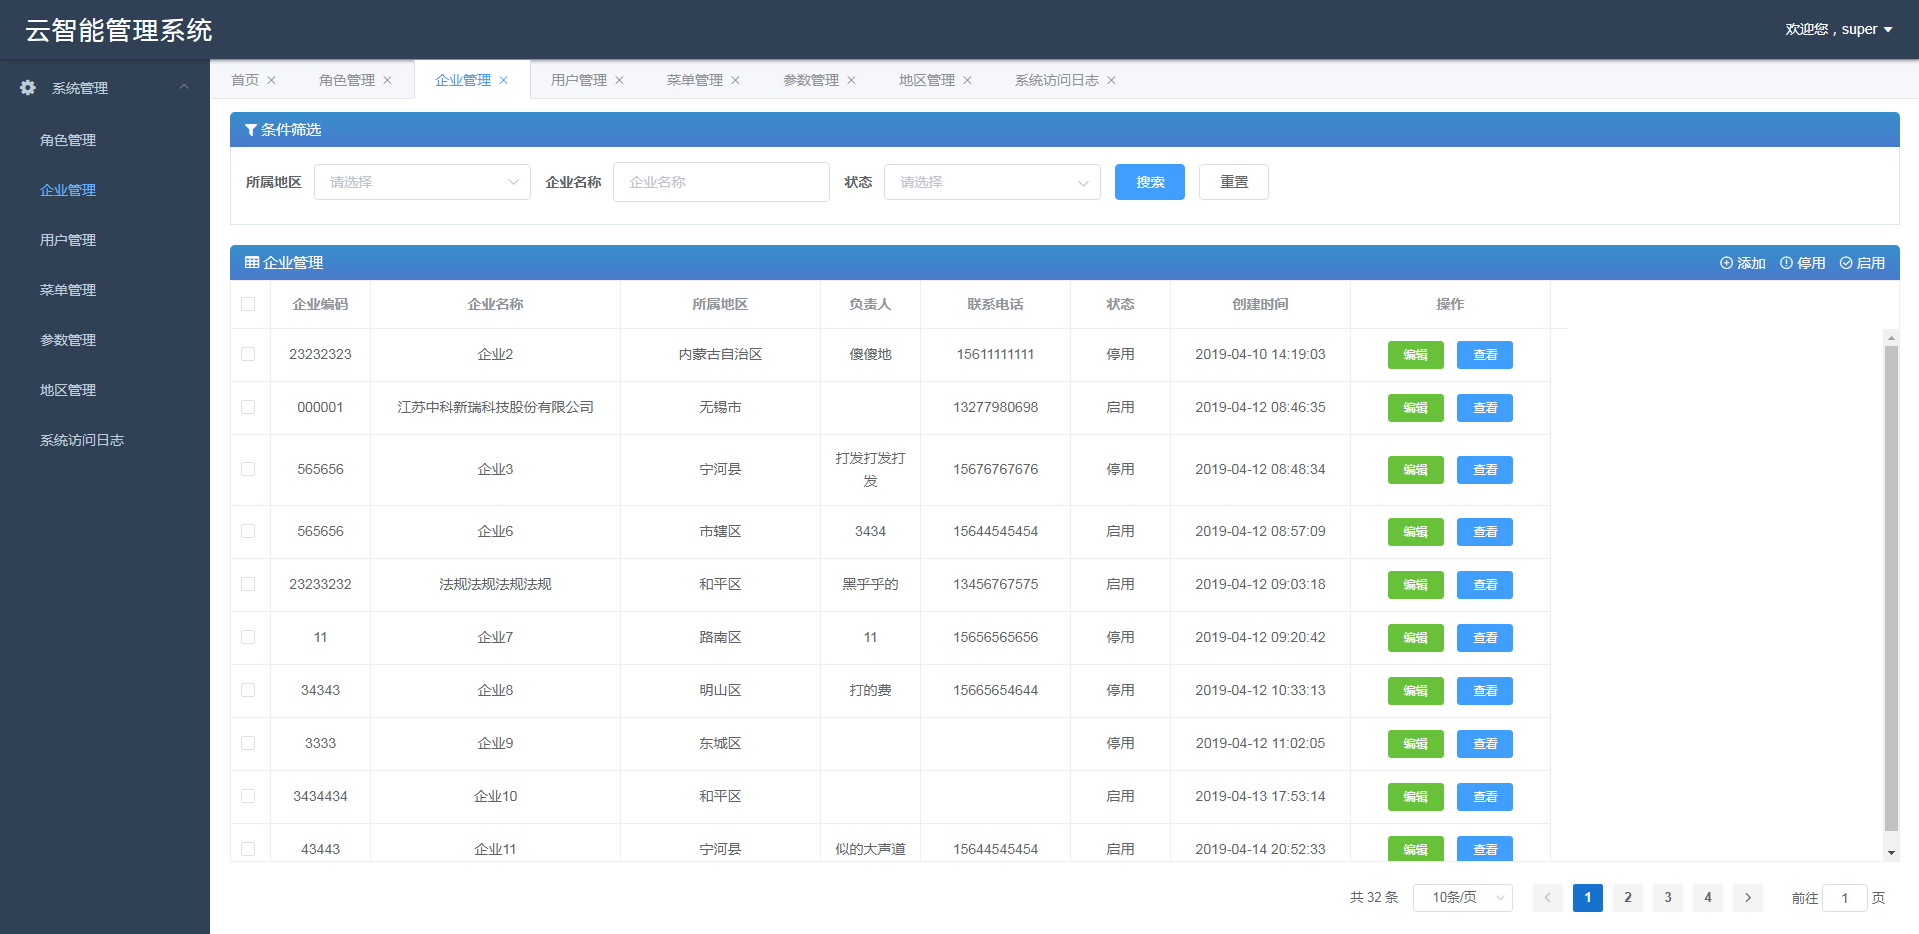 云智能管理系统
欢迎您，super
系统管理
角色管理
企业管理
用户管理
菜单管理
参数管理
地区管理
系统访问日志
首页 角色管理 企业管理 用户管理 菜单管理 参数管理 地区管理 系统访问日志
条件筛选
所属地区 请选择 企业名称 企业名称 状态 请选择 搜索 重置
企业管理 添加 停用 启用
企业编码 企业名称 所属地区 负责人 联系电话 状态 创建时间 操作
23232323 企业2 内蒙古自治区 傻傻地 15611111111 停用 2019-04-10 14:19:03 编辑 查看
000001 江苏中科新瑞科技股份有限公司 无锡市 13277980698 启用 2019-04-12 08:46:35 编辑 查看
565656 企业3 宁河县 打发打发打发 15676767676 停用 2019-04-12 08:48:34 编辑 查看
565656 企业6 市辖区 3434 15644545454 启用 2019-04-12 08:57:09 编辑 查看
23233232 法规法规法规法规 和平区 黑乎乎的 13456767575 启用 2019-04-12 09:03:18 编辑 查看
11 企业7 路南区 11 15656565656 停用 2019-04-12 09:20:42 编辑 查看
34343 企业8 明山区 打的费 15665654644 停用 2019-04-12 10:33:13 编辑 查看
3333 企业9 东城区 停用 2019-04-12 11:02:05 编辑 查看
3434434 企业10 和平区 启用 2019-04-13 17:53:14 编辑 查看
43443 企业11 宁河县 似的大声道 15644545454 启用 2019-04-14 20:52:33 编辑 查看
共 32 条 10条/页 1 2 3 4 前往 1 页